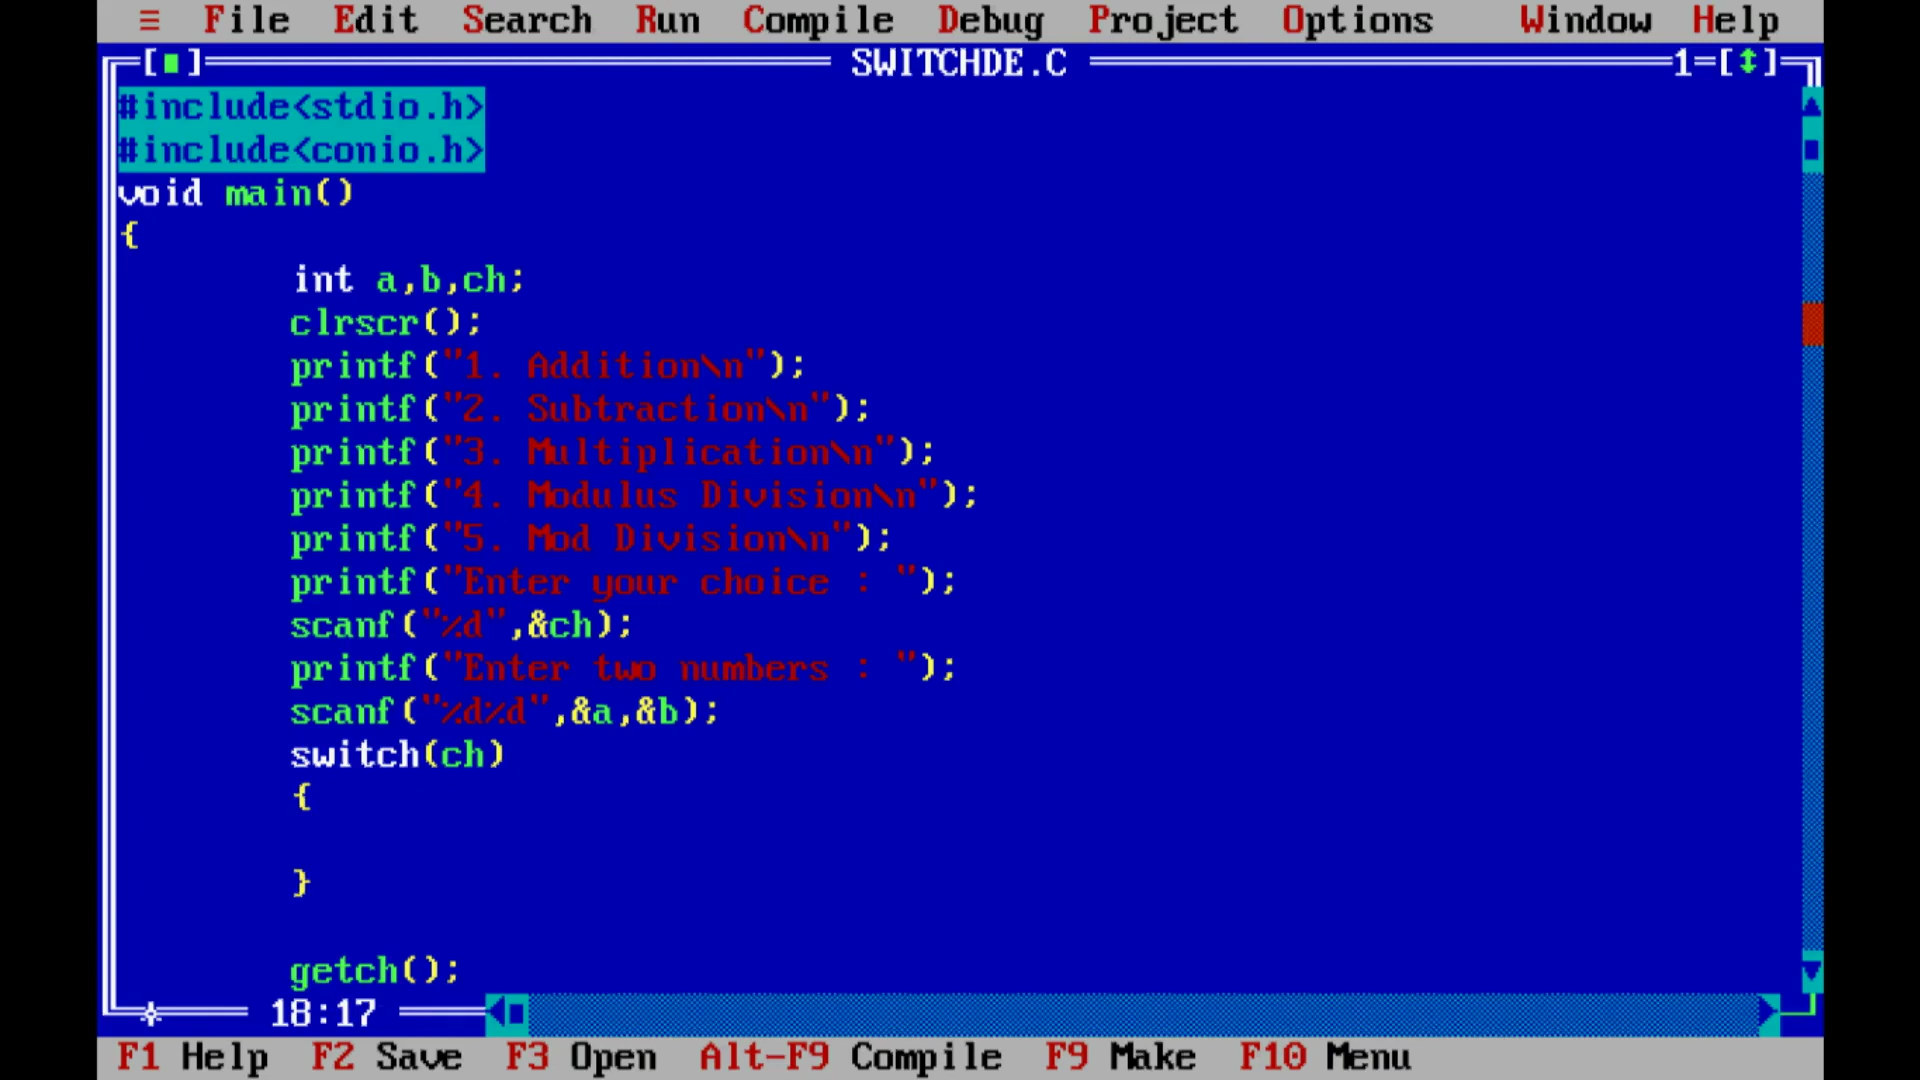 ≡ File Edit Search Run Compile Debug Project Options Window Help
[■] SWITCHDE.C 1=[↕]
#include<stdio.h>
#include<conio.h>
void main()
{
int a,b,ch;
clrscr();
printf("1. Addition\n");
printf("2. Subtraction\n");
printf("3. Multiplication\n");
printf("4. Modulus Division\n");
printf("5. Mod Division\n");
printf("Enter your choice : ");
scanf("%d",&ch);
printf("Enter two numbers : ");
scanf("%d%d",&a,&b);
switch(ch)
{
}
getch();
18:17
F1 Help F2 Save F3 Open Alt-F9 Compile F9 Make F10 Menu